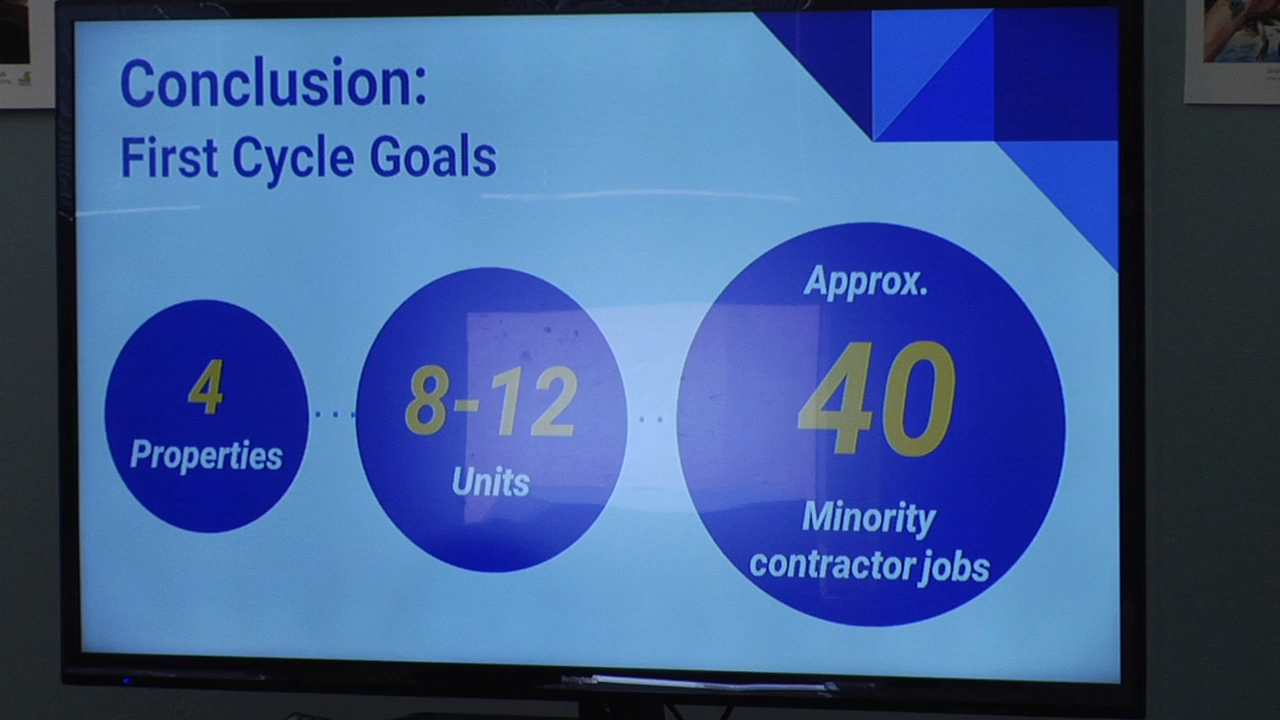 Conclusion:
First Cycle Goals
4
Properties
8-12
Units
Approx.
40
Minority
contractor jobs